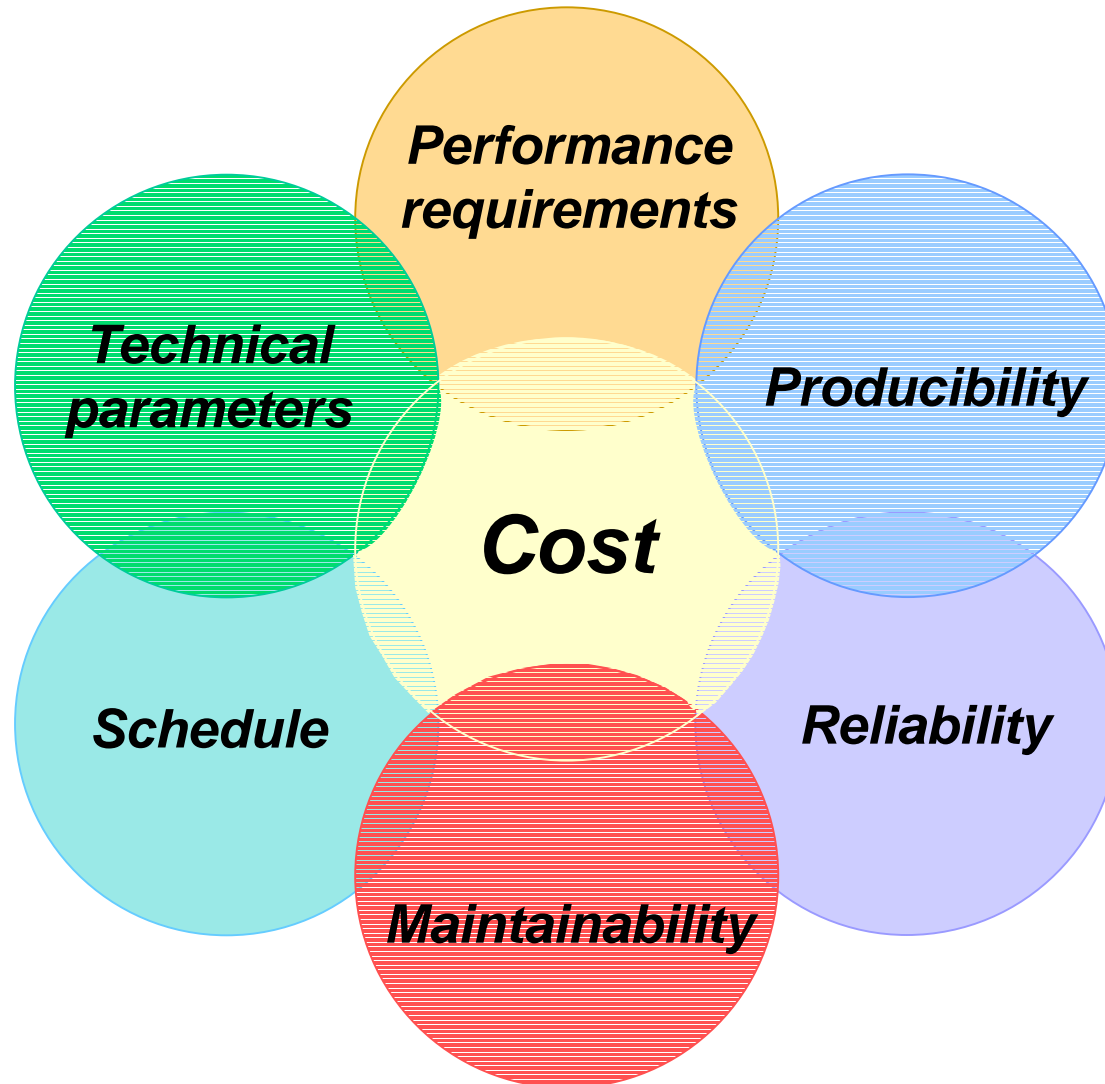 Performance
requirements
Technical
parameters
Producibility
Cost
Schedule
Reliability
Maintainability